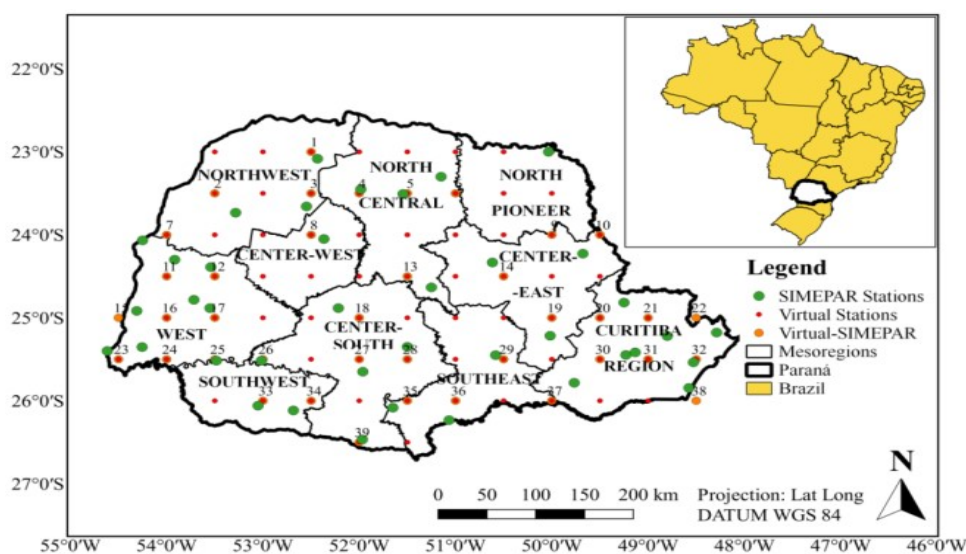 22°0'S
23°0'S
24°0'S
25°0'S
26°0'S
27°0'S
55°0'W 54°0'W 53°0'W 52°0'W 51°0'W 50°0'W 49°0'W 48°0'W 47°0'W 46°0'W
1
NORTHWEST
NORTH
CENTRAL
NORTH
PIONEER
2
3
4
5
7
8
9
10
CENTER-WEST
CENTER-
-EAST
11
12
13
14
15
16
17
18
19
20
21
22
WEST
CENTER-
SOUTH
CURITIBA
REGION
23
24
25
26
27
28
29
30
31
32
SOUTHWEST
SOUTHEAST
33
34
35
36
27
38
39
Legend
SIMEPAR Stations
Virtual Stations
Virtual-SIMEPAR
Mesoregions
Paraná
Brazil
0 50 100 150 200 km
Projection: Lat Long
DATUM WGS 84
N